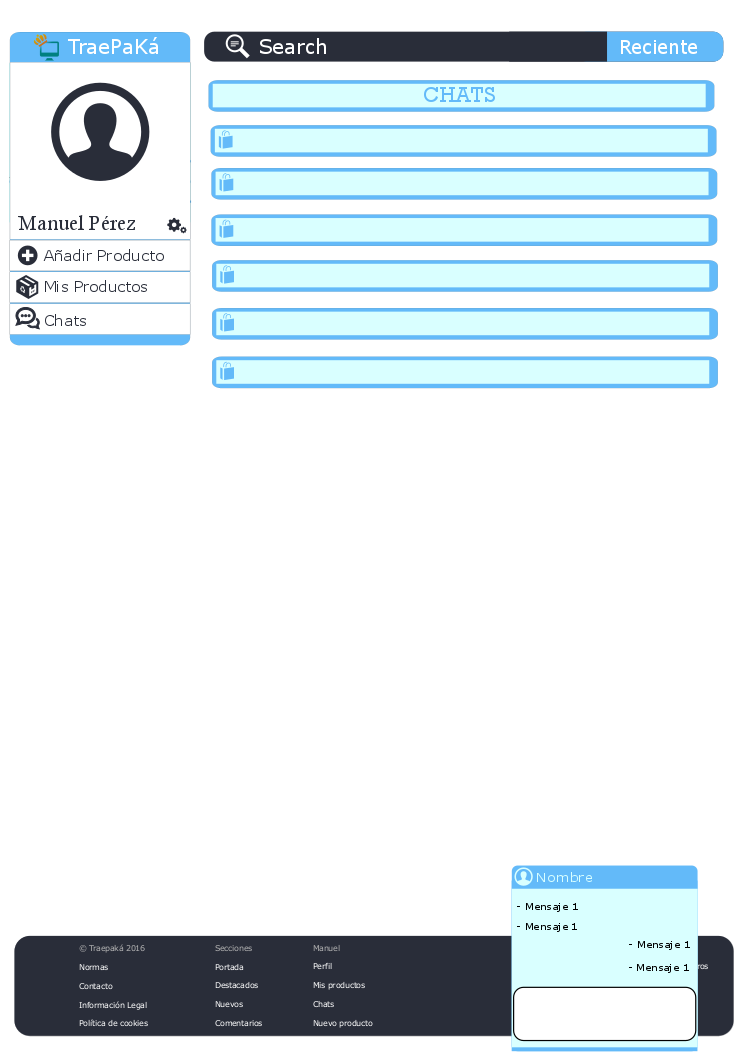 TraePaKá
Search
Reciente
CHATS
Manuel Pérez
Añadir Producto
Mis Productos
Chats
Nombre
- Mensaje 1
- Mensaje 1
- Mensaje 1
- Mensaje 1
© Traepaká 2016
Normas
Contacto
Información Legal
Política de cookies
Secciones
Portada
Destacados
Nuevos
Comentarios
Manuel
Perfil
Mis productos
Chats
Nuevo producto